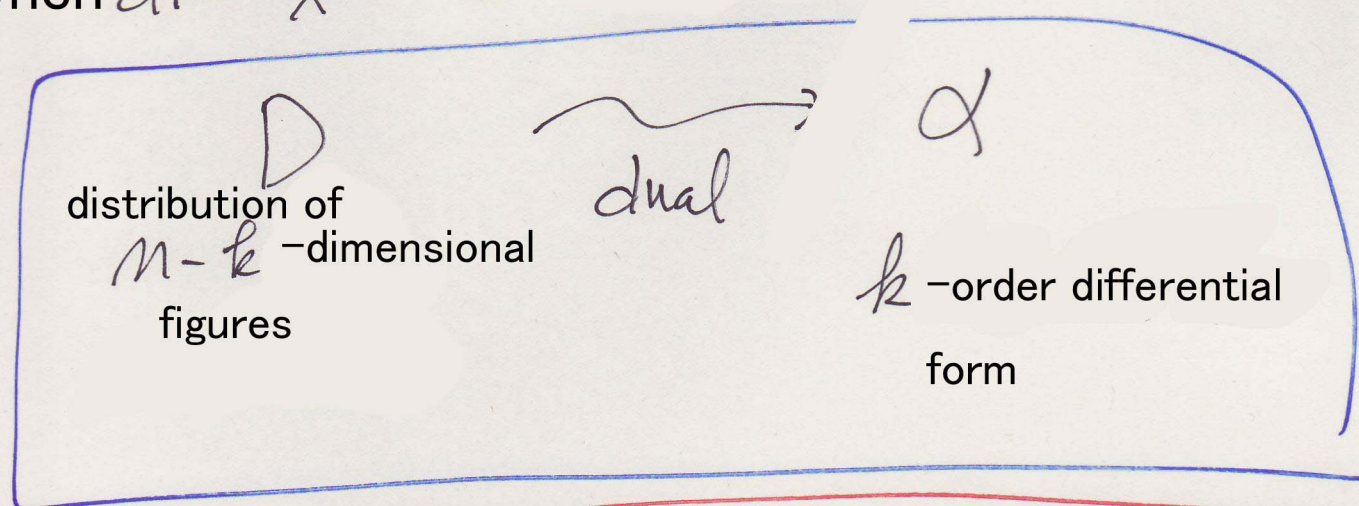 D dual α
distribution of
n-k -dimensional
figures
k -order differential
form